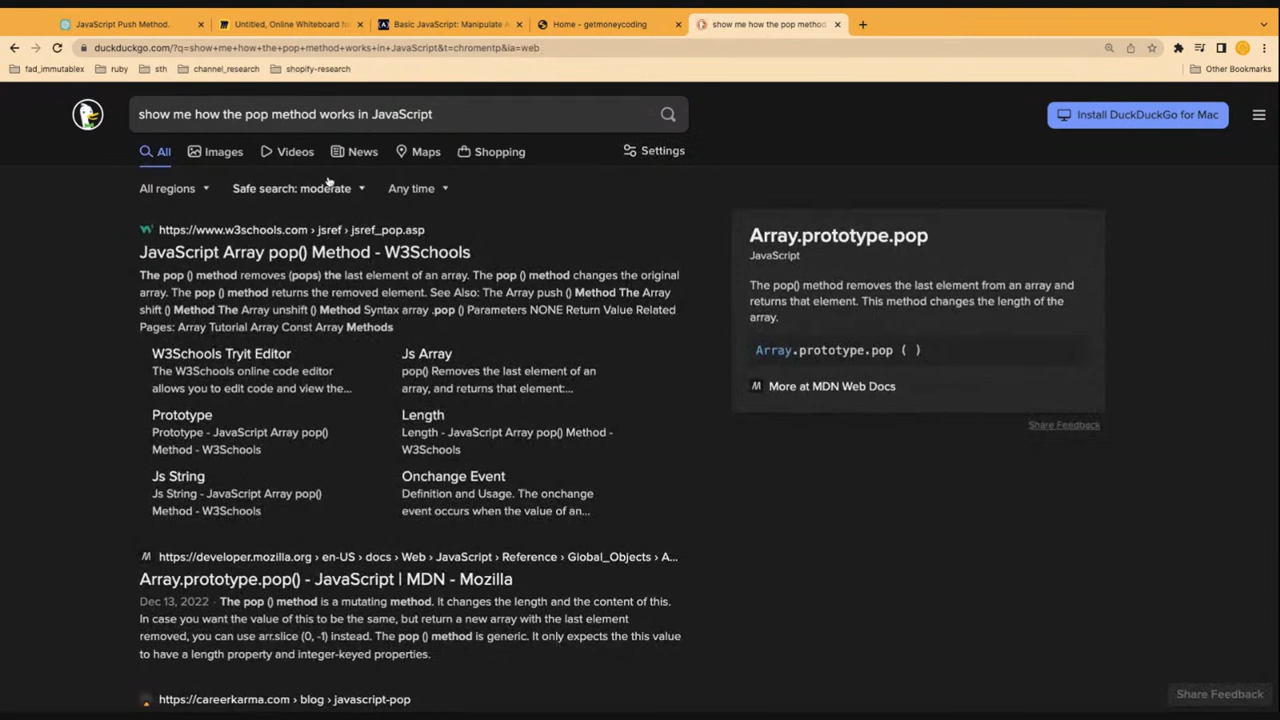 JavaScript Push Method.
Untitled, Online Whiteboard for
Basic JavaScript: Manipulate A
Home - getmoneycoding
show me how the pop method
duckduckgo.com/?q=show+me+how+the+pop+method+works+in+JavaScript&t=chromentp&ia=web
fad_immutablex
ruby
sth
channel_research
shopify-research
Other Bookmarks
show me how the pop method works in JavaScript
Install DuckDuckGo for Mac
All
Images
Videos
News
Maps
Shopping
Settings
All regions
Safe search: moderate
Any time
https://www.w3schools.com › jsref › jsref_pop.asp
JavaScript Array pop() Method - W3Schools
The pop () method removes (pops) the last element of an array. The pop () method changes the original
array. The pop () method returns the removed element. See Also: The Array push () Method The Array
shift () Method The Array unshift () Method Syntax array .pop () Parameters NONE Return Value Related
Pages: Array Tutorial Array Const Array Methods
W3Schools Tryit Editor
The W3Schools online code editor
allows you to edit code and view the...
Js Array
pop() Removes the last element of an
array, and returns that element:...
Prototype
Prototype - JavaScript Array pop()
Method - W3Schools
Length
Length - JavaScript Array pop() Method -
W3Schools
Js String
Js String - JavaScript Array pop()
Method - W3Schools
Onchange Event
Definition and Usage. The onchange
event occurs when the value of an...
https://developer.mozilla.org › en-US › docs › Web › JavaScript › Reference › Global_Objects › A...
Array.prototype.pop() - JavaScript | MDN - Mozilla
Dec 13, 2022 · The pop () method is a mutating method. It changes the length and the content of this.
In case you want the value of this to be the same, but return a new array with the last element
removed, you can use arr.slice (0, -1) instead. The pop () method is generic. It only expects the this value
to have a length property and integer-keyed properties.
https://careerkarma.com › blog › javascript-pop
Array.prototype.pop
JavaScript
The pop() method removes the last element from an array and
returns that element. This method changes the length of the
array.
Array.prototype.pop ( )
More at MDN Web Docs
Share Feedback
Share Feedback